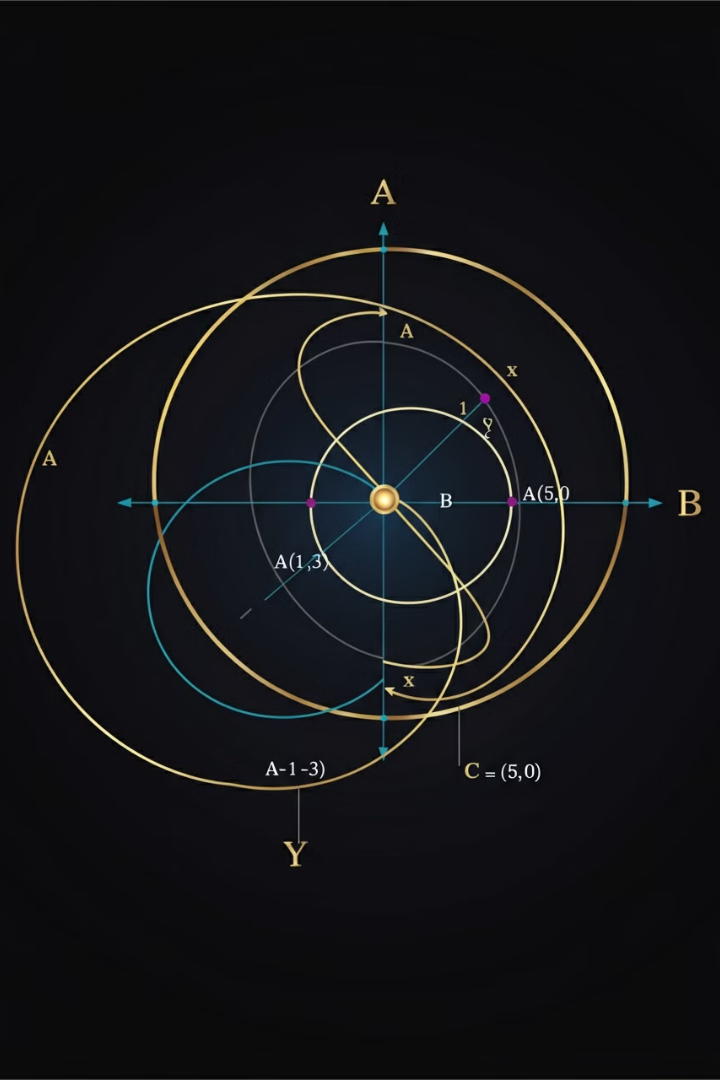 A
A
x
1
A
A(5,0
B
B
A(1,3)
x
A-1-3)
C = (5,0)
Y